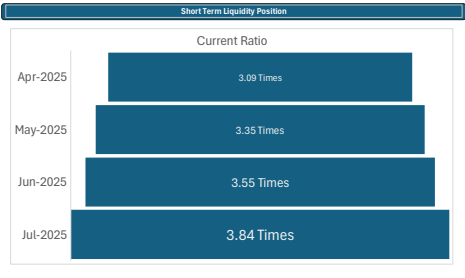 Short Term Liquidity Position
Current Ratio
Apr-2025 3.09 Times
May-2025 3.35 Times
Jun-2025 3.55 Times
Jul-2025 3.84 Times